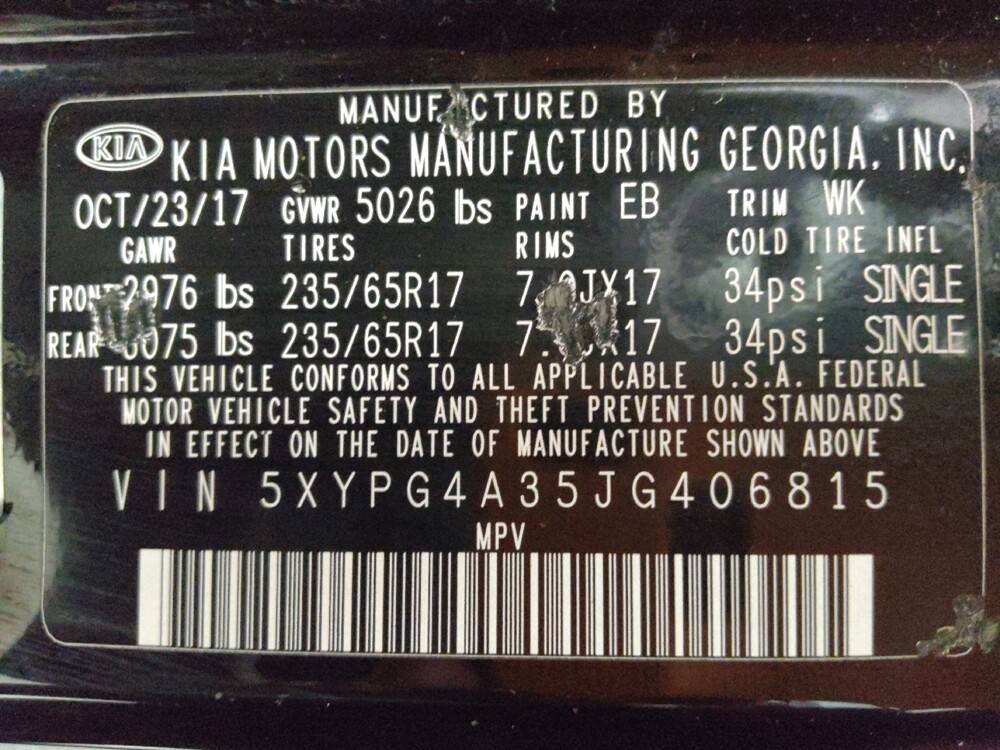 MANUFACTURED BY
KIA KIA MOTORS MANUFACTURING GEORGIA, INC.
OCT/23/17 GVWR 5026 lbs PAINT EB TRIM WK
GAWR TIRES RIMS COLD TIRE INFL
FRONT 2976 lbs 235/65R17 34psi SINGLE
REAR 235/65R17 34psi SINGLE
THIS VEHICLE CONFORMS TO ALL APPLICABLE U.S.A. FEDERAL
MOTOR VEHICLE SAFETY AND THEFT PREVENTION STANDARDS
IN EFFECT ON THE DATE OF MANUFACTURE SHOWN ABOVE
VIN 5XYPG4A35JG406815
MPV